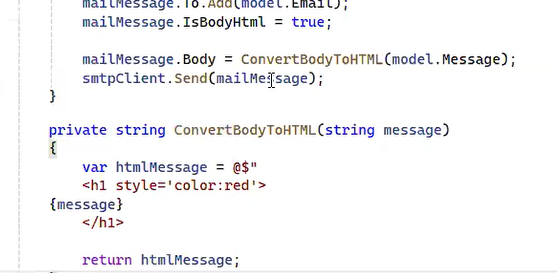 mailMessage.To.Add(model.Email);
mailMessage.IsBodyHtml = true;
mailMessage.Body = ConvertBodyToHTML(model.Message);
smtpClient.Send(mailMessage);
}
private string ConvertBodyToHTML(string message)
{
var htmlMessage = @$"
<h1 style='color:red'>
{message}
</h1>
return htmlMessage;